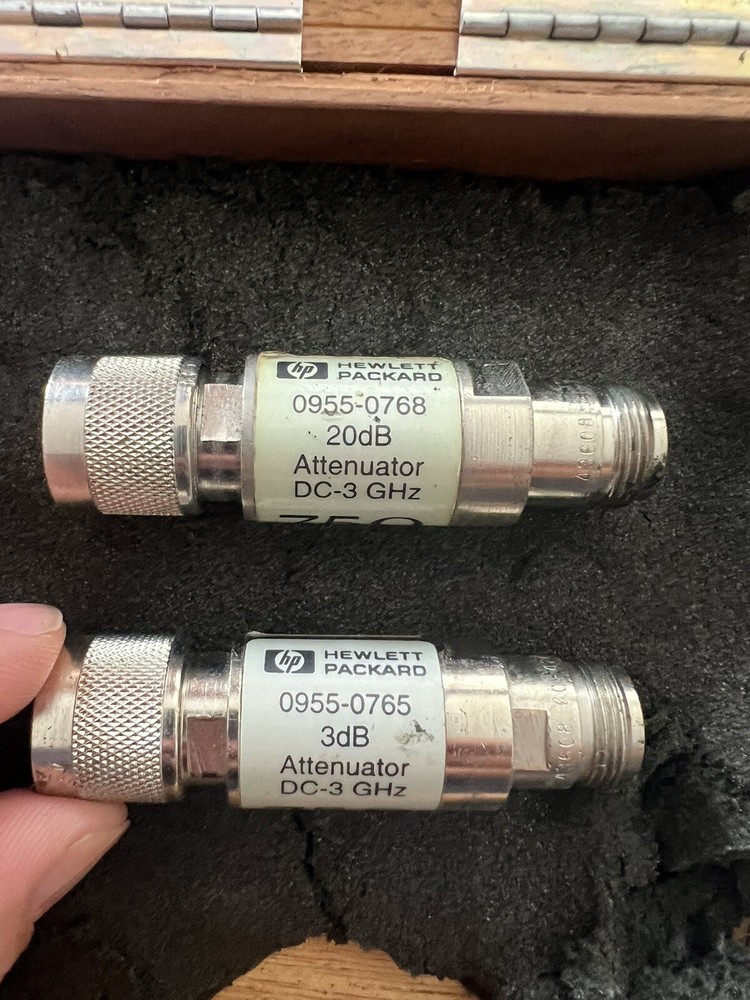 hp HEWLETT
PACKARD
0955-0768
20dB
Attenuator
DC-3 GHz
hp HEWLETT
PACKARD
0955-0765
3dB
Attenuator
DC-3 GHz